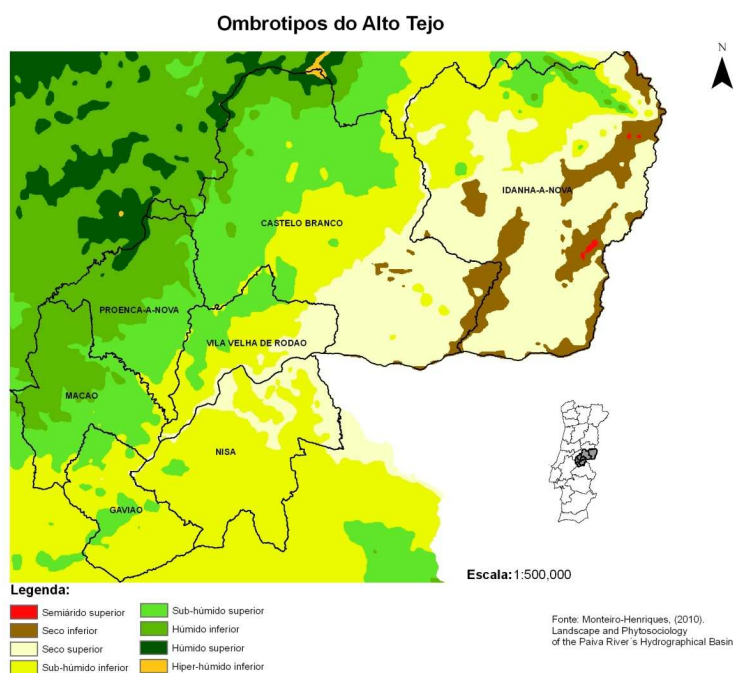 Ombrotipos do Alto Tejo
N
IDANHA-A-NOVA
CASTELO BRANCO
PROENCA-A-NOVA
VILA VELHA DE RODAO
MACAO
NISA
GAVIAO
Escala:1:500,000
Legenda:
Semiárido superior
Seco inferior
Seco superior
Sub-húmido inferior
Sub-húmido superior
Húmido inferior
Húmido superior
Hiper-húmido inferior
Fonte: Monteiro-Henriques, (2010).
Landscape and Phytosociology
of the Paiva River´s Hydrographical Basin